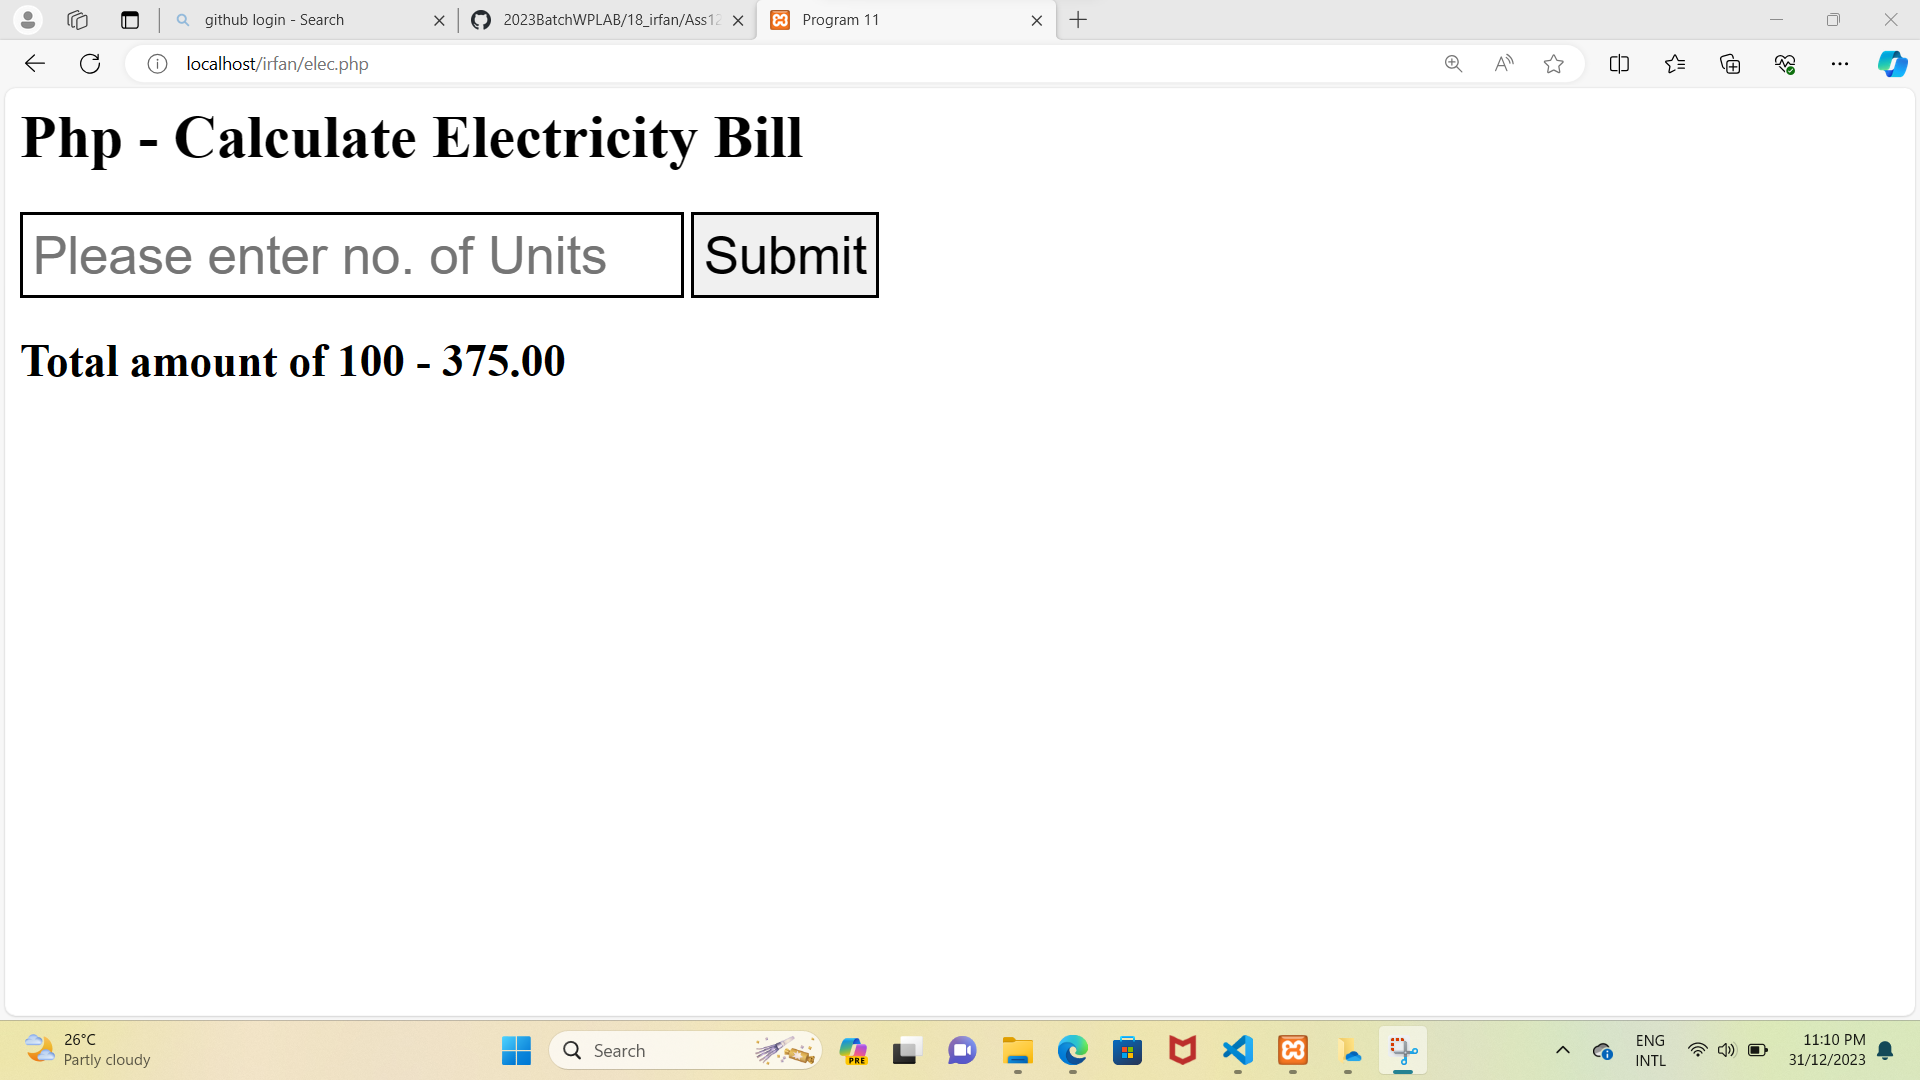 github login - Search
2023BatchWPLAB/18_irfan/Ass12
Program 11
localhost/irfan/elec.php
Php - Calculate Electricity Bill
Please enter no. of Units
Submit
Total amount of 100 - 375.00
26°C
Partly cloudy
Search
PRE
ENG
INTL
11:10 PM
31/12/2023